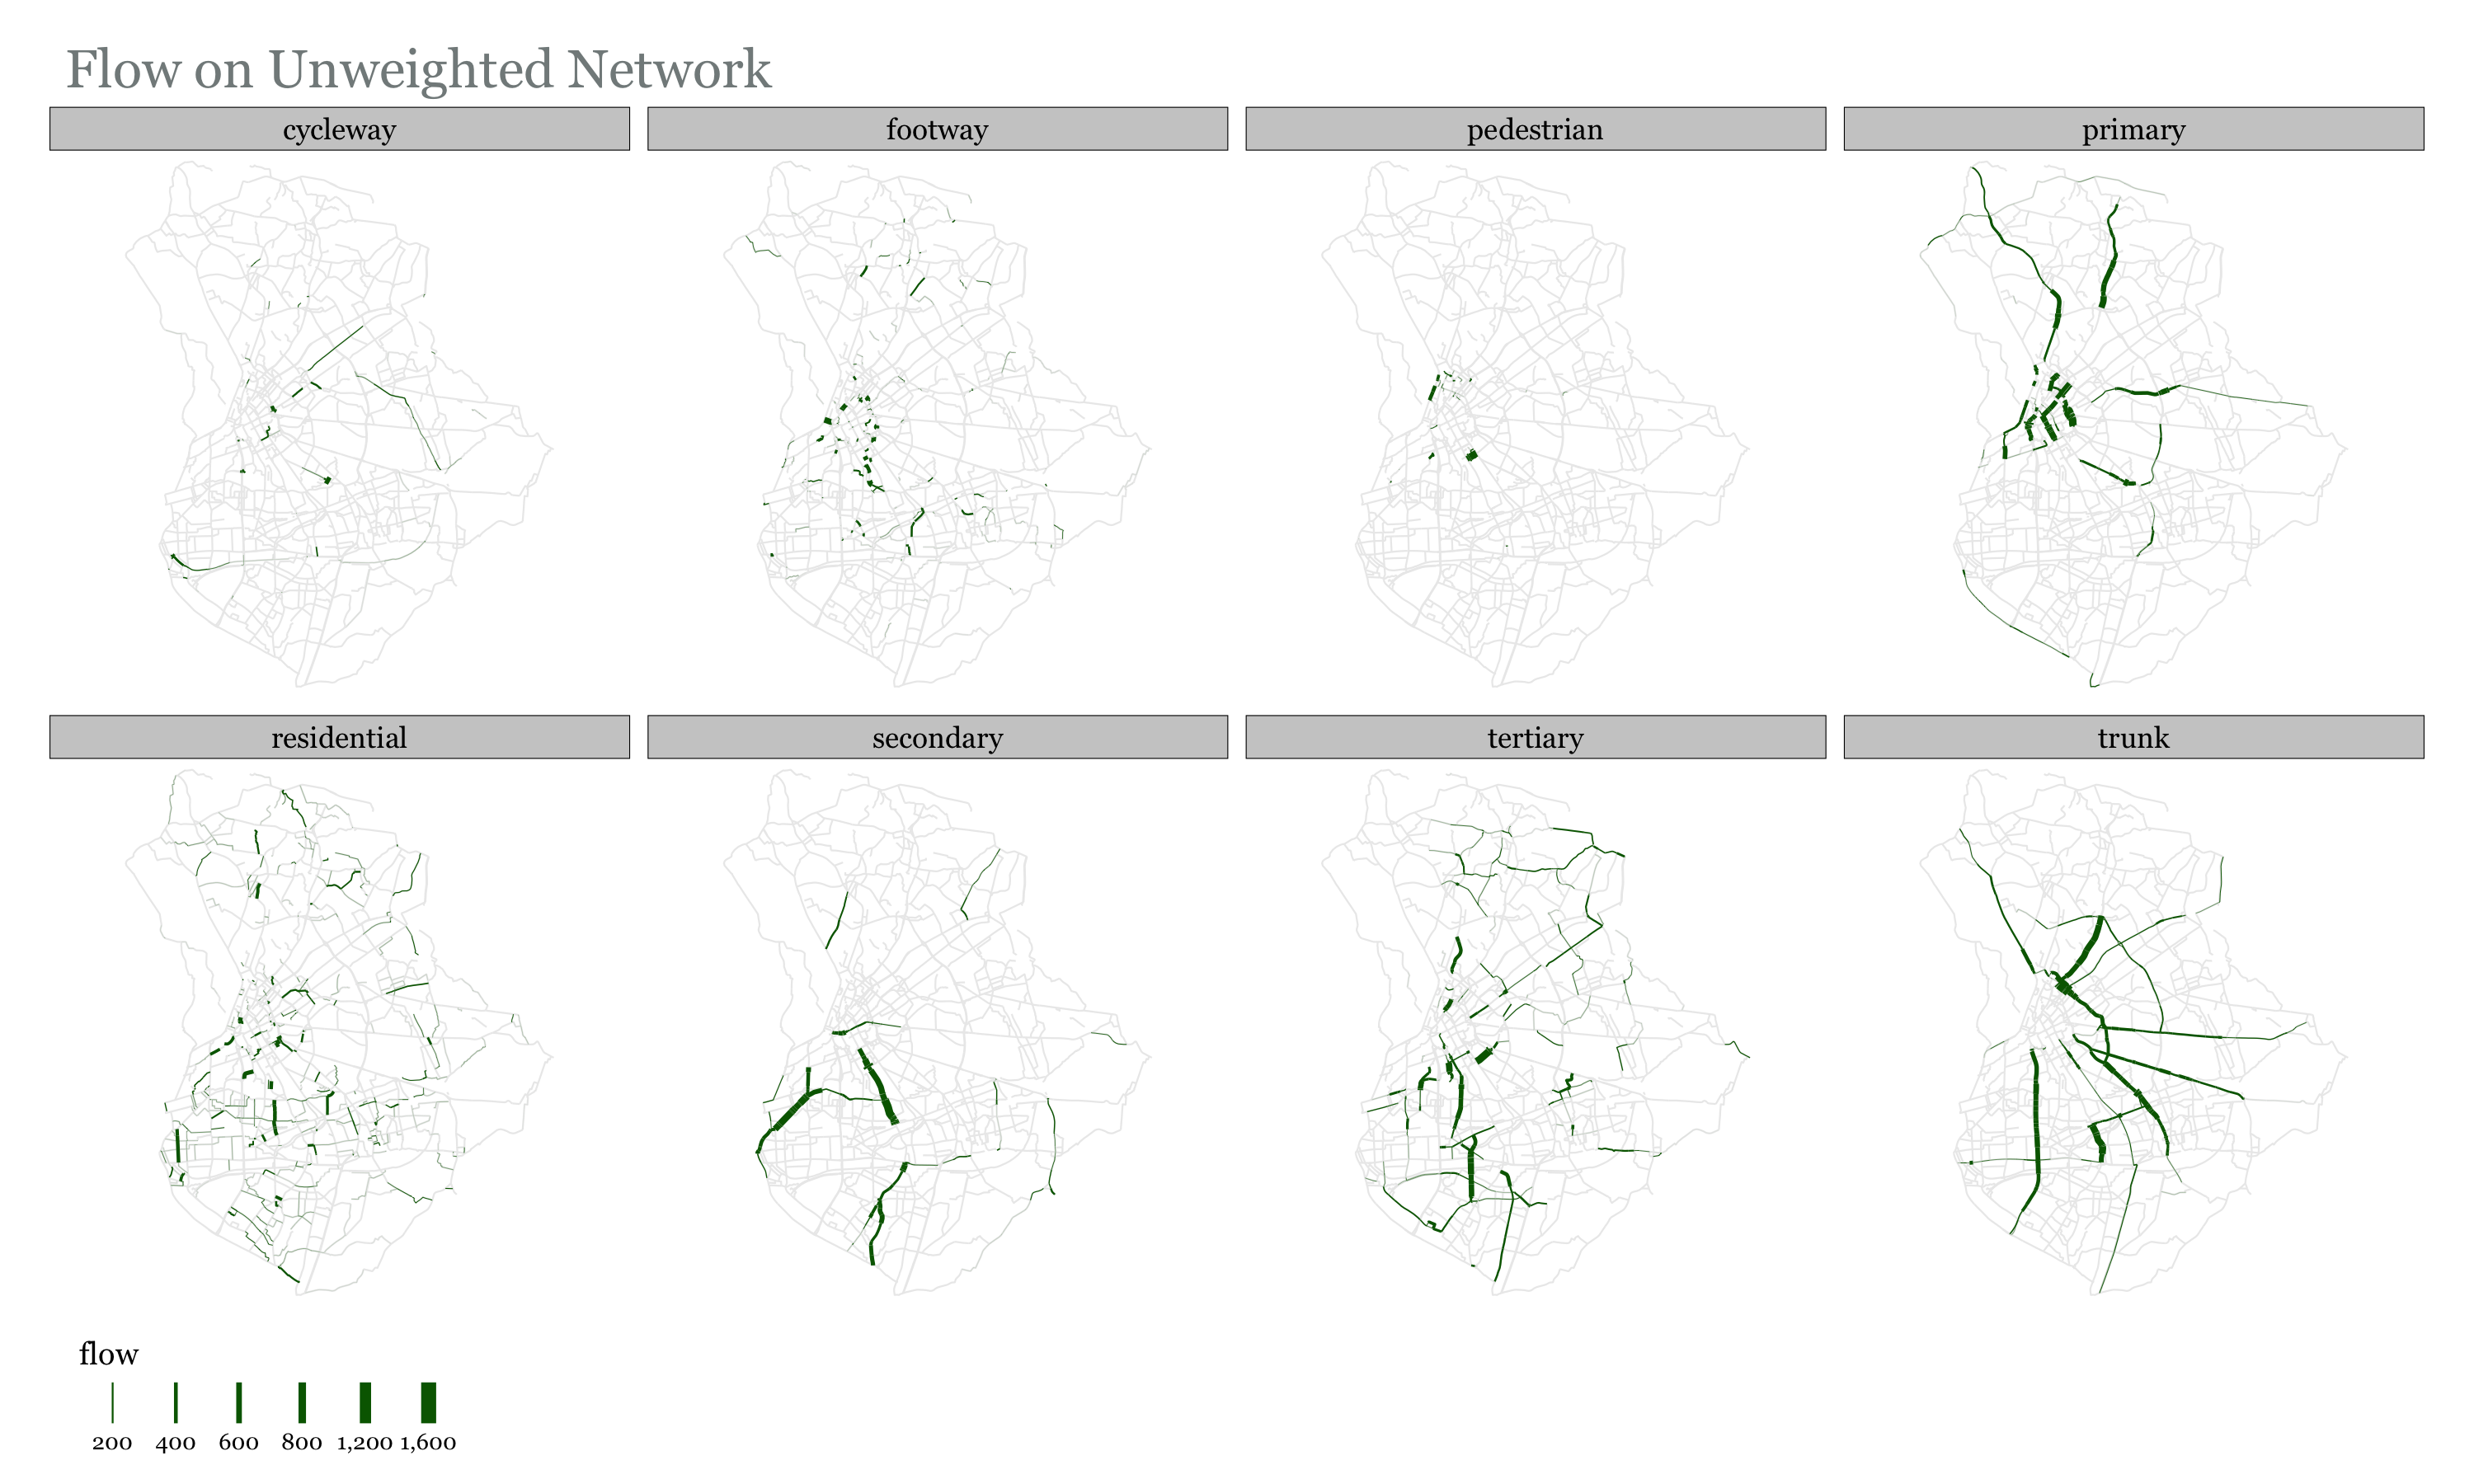 Flow on Unweighted Network
cycleway
footway
pedestrian
primary
residential
secondary
tertiary
trunk
flow
200 400 600 800 1,200 1,600